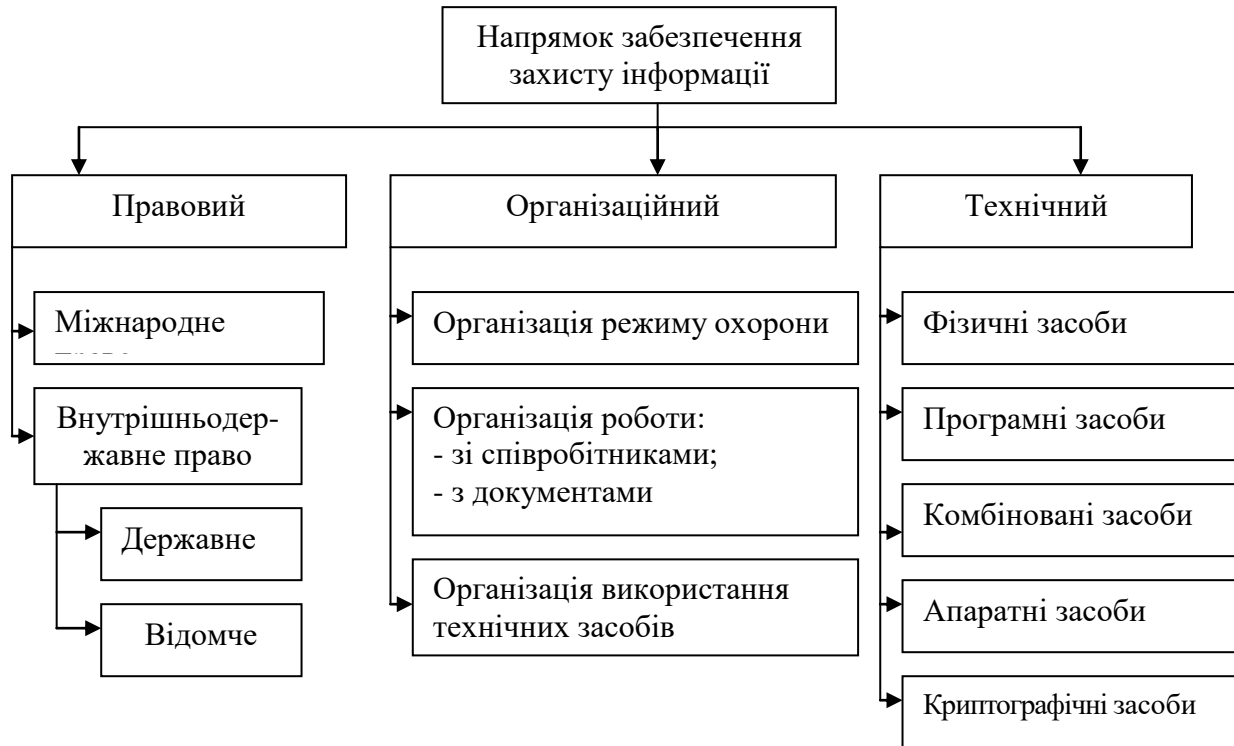 Напрямок забезпечення
захисту інформації
Правовий
Міжнародне
Внутрішньодер-
жавне право
Державне
Відомче
Організаційний
Організація режиму охорони
Організація роботи:
- зі співробітниками;
- з документами
Організація використання
технічних засобів
Технічний
Фізичні засоби
Програмні засоби
Комбіновані засоби
Апаратні засоби
Криптографічні засоби